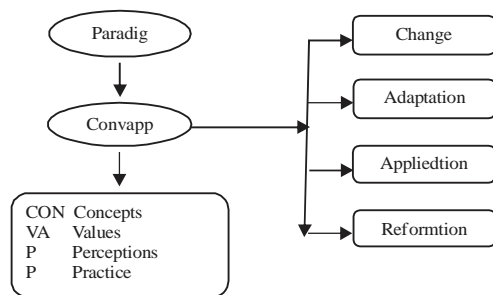 Paradig
Convapp
CON Concepts
VA Values
P Perceptions
P Practice
Change
Adaptation
Appliedtion
Reformtion